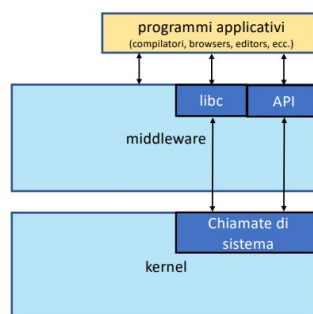 programmi applicativi
(compilatori, browsers, editors, ecc.)
libc
API
middleware
Chiamate di
sistema
kernel